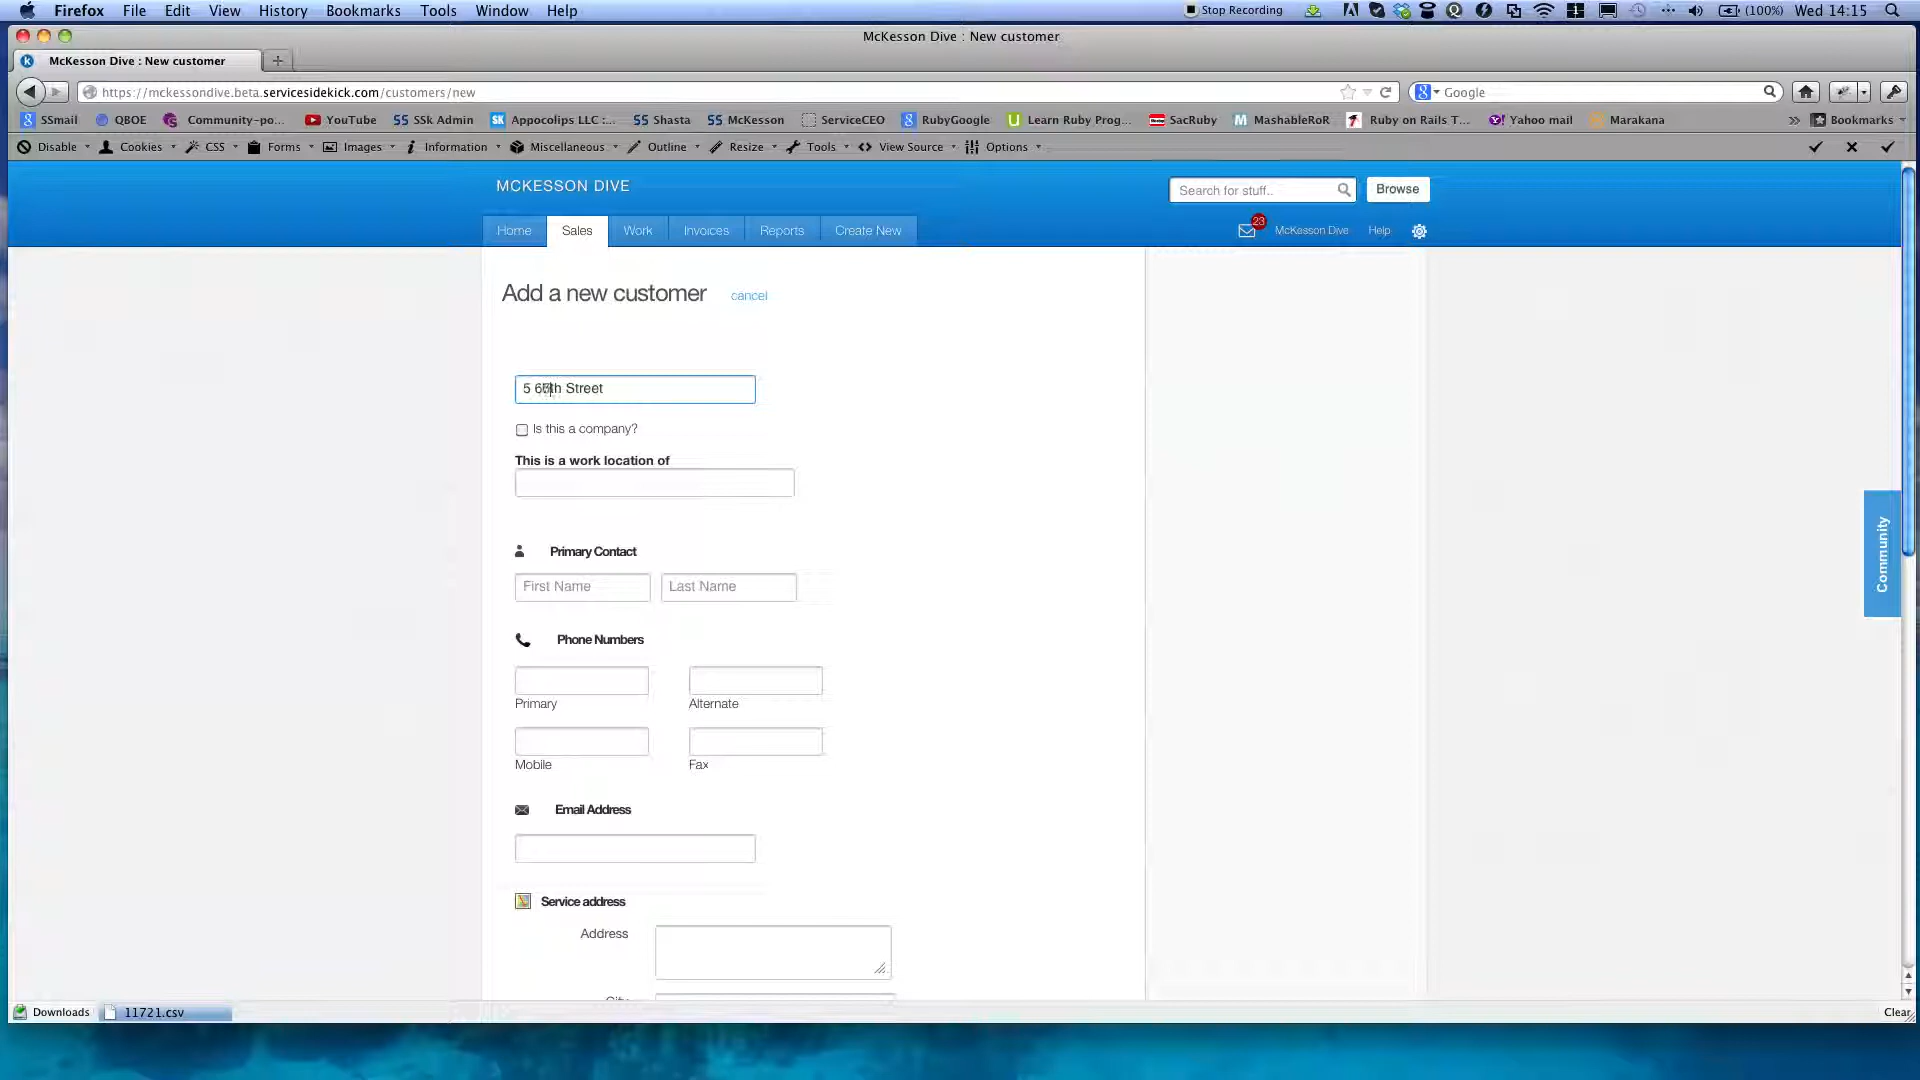 Firefox File Edit View History Bookmarks Tools Window Help Stop Recording 1 (100%) Wed 14:15
McKesson Dive : New customer
McKesson Dive : New customer
https://mckessondive.beta.servicesidekick.com/customers/new Google
SSmail QBOE Community-po... YouTube SSk Admin Appocolips LLC :... Shasta McKesson ServiceCEO RubyGoogle Learn Ruby Prog... SacRuby MashableRoR Ruby on Rails T... Yahoo mail Marakana Bookmarks
Disable Cookies CSS Forms Images Information Miscellaneous Outline Resize Tools View Source Options
MCKESSON DIVE
Search for stuff.. Browse
Home Sales Work Invoices Reports Create New
23 McKesson Dive Help
Add a new customer cancel
Street
Is this a company?
This is a work location of
Primary Contact
First Name Last Name
Phone Numbers
Primary Alternate
Mobile Fax
Email Address
Service address
Address
Community
Downloads 11721.csv Clear